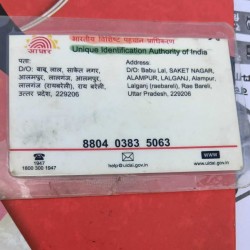 भारतीय विशिष्ट पहचान प्राधिकरण
Unique Identification Authority of India
आधार
पता:
D/O: बाबू लाल, साकेत नगर,
आलमपुर, लालगंज, आलमपुर,
लालगंज (रायबरेली), राय बरेली,
उत्तर प्रदेश, 229206
Address:
D/O: Babu Lal, SAKET NAGAR,
ALAMPUR, LALGANJ, Alampur,
Lalganj (raebareli), Rae Bareli,
Uttar Pradesh, 229206
8804 0383 5063
1947
1800 300 1947
help@uidai.gov.in
WWW
www.uidai.gov.in